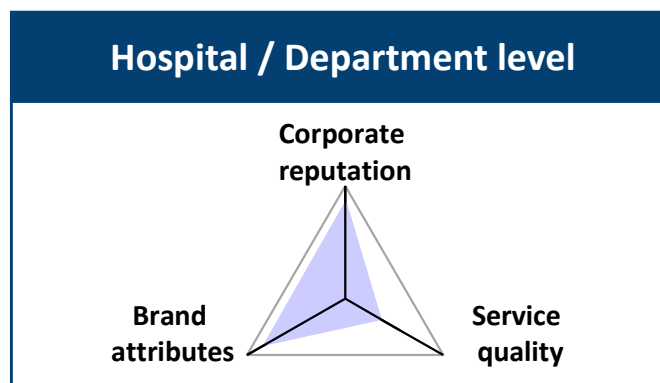 Hospital / Department level
Corporate
reputation
Brand
attributes
Service
quality